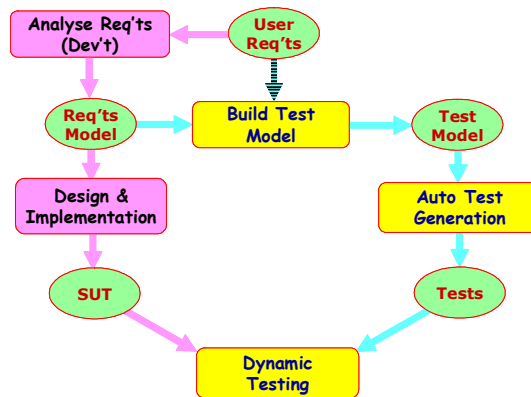 Analyse Req'ts
(Dev't)
User
Req'ts
Req'ts
Model
Build Test
Model
Test
Model
Design &
Implementation
Auto Test
Generation
SUT
Tests
Dynamic
Testing